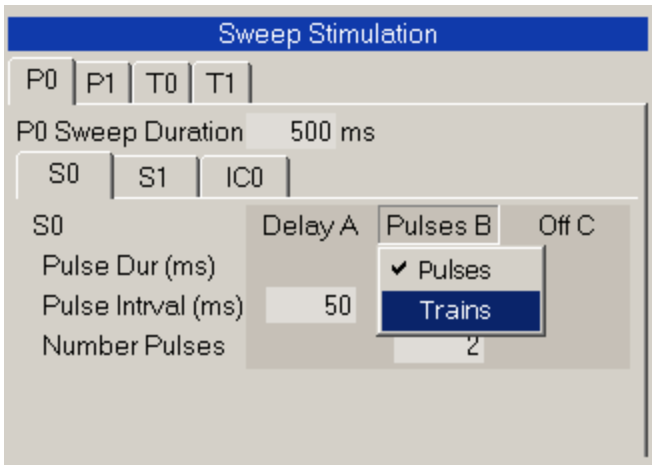 Sweep Stimulation
P0 P1 T0 T1
P0 Sweep Duration 500 ms
S0 S1 IC0
S0 Delay A Pulses B Off C
Pulse Dur (ms) Pulses
Pulse Intrval (ms) 50 Trains
Number Pulses 2